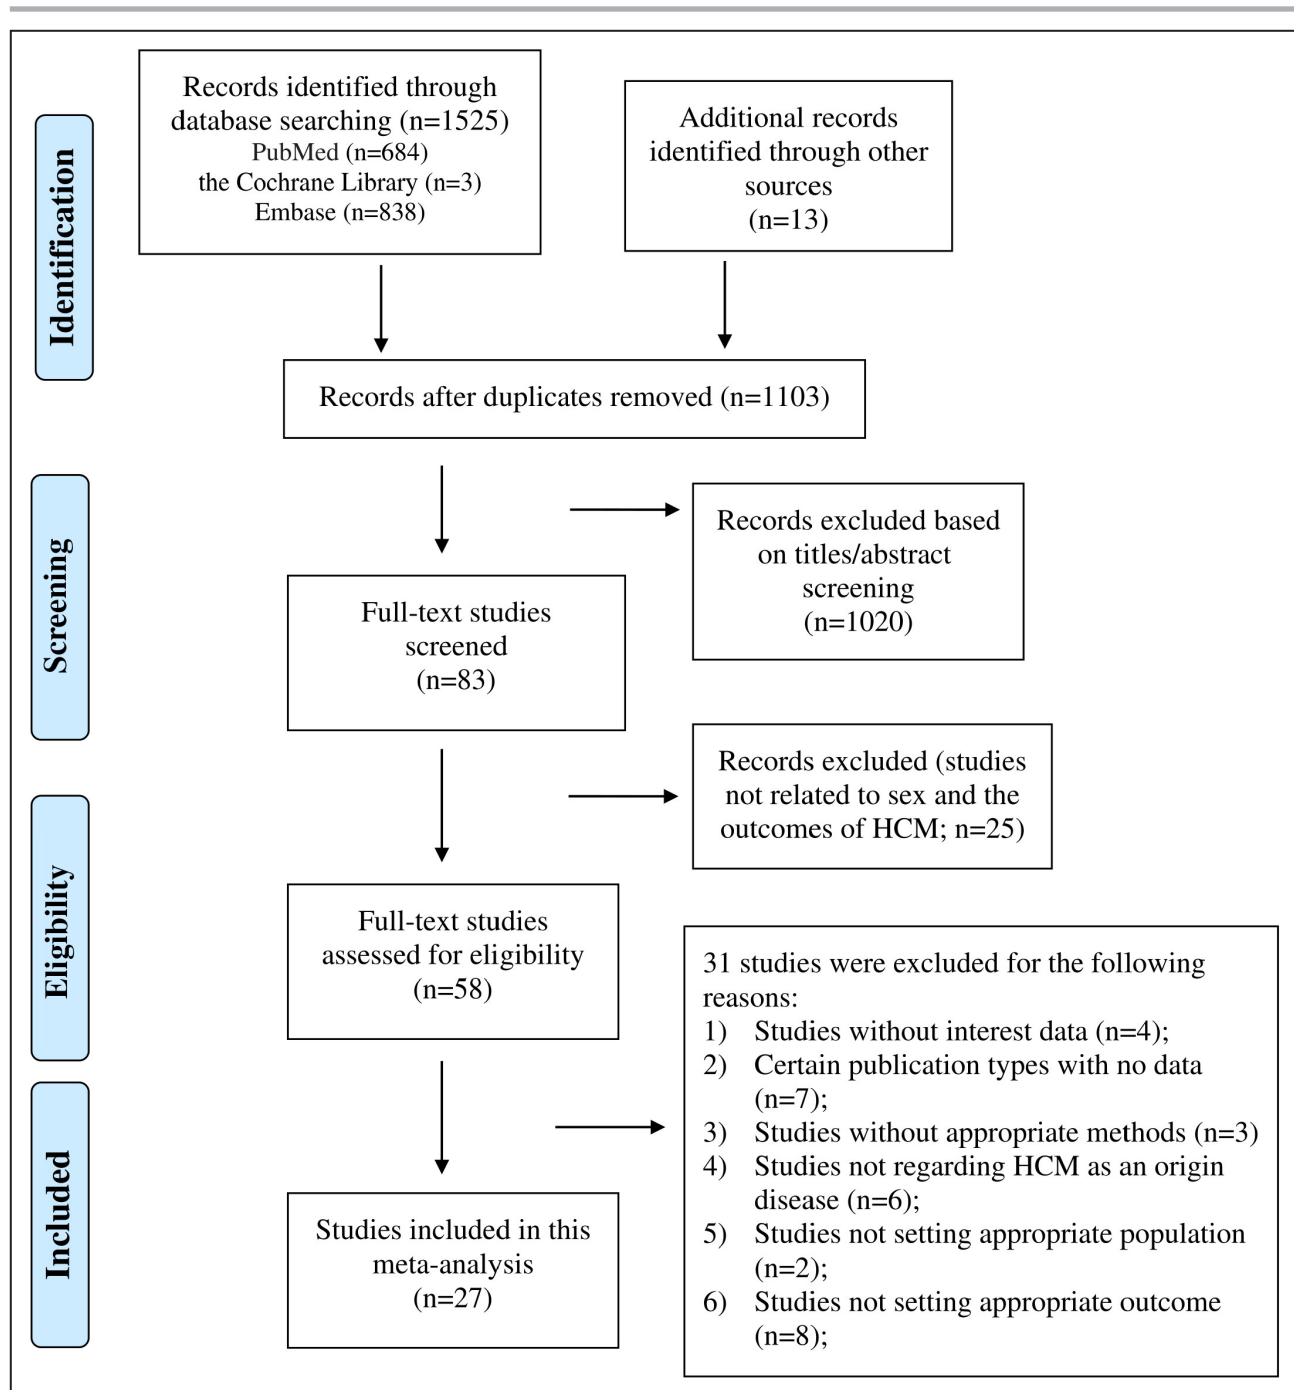 Identification
Records identified through
database searching (n=1525)
PubMed (n=684)
the Cochrane Library (n=3)
Embase (n=838)
Additional records
identified through other
sources
(n=13)
Records after duplicates removed (n=1103)
Screening
Records excluded based
on titles/abstract
screening
(n=1020)
Full-text studies
screened
(n=83)
Records excluded (studies
not related to sex and the
outcomes of HCM; n=25)
Eligibility
Full-text studies
assessed for eligibility
(n=58)
31 studies were excluded for the following
reasons:
1) Studies without interest data (n=4);
2) Certain publication types with no data
(n=7);
3) Studies without appropriate methods (n=3)
4) Studies not regarding HCM as an origin
disease (n=6);
5) Studies not setting appropriate population
(n=2);
6) Studies not setting appropriate outcome
(n=8);
Included
Studies included in this
meta-analysis
(n=27)